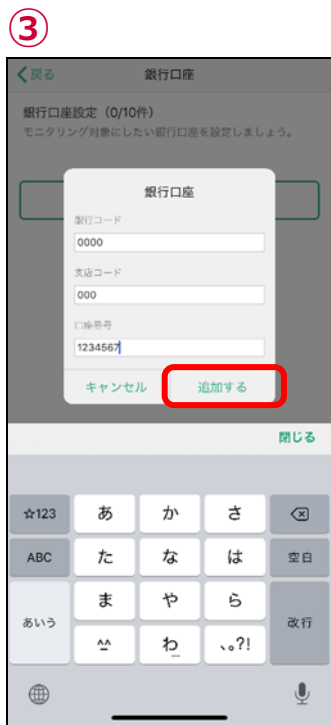 ③
戻る 銀行口座
銀行口座設定（0/10件）
モニタリング対象にしたい銀行口座を設定しましょう。
銀行口座
銀行コード
0000
支店コード
000
口座番号
1234567
キャンセル 追加する
閉じる
☆123 あ か さ
ABC た な は 空白
あいう ま や ら 改行
^^ わ_ 、。?!